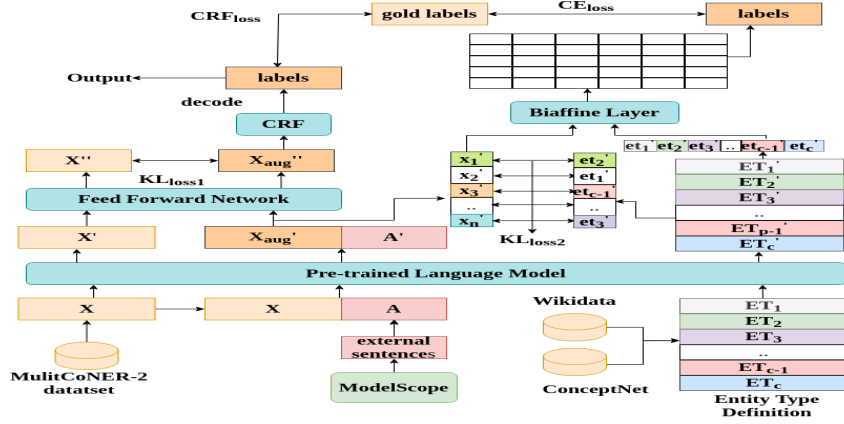 CRFloss
gold labels
CEloss
labels
Output
labels
decode
CRF
Biaffine Layer
X''
Xaug''
KLloss1
Feed Forward Network
X'
Xaug'
A'
x1'
x2'
x3'
..
xn'
et2'
et1'
etc-1'
..
et3'
KLloss2
et1' et2' et3' .. etc-1' etc'
ET1'
ET2'
ET3'
..
ETp-1'
ETc'
Pre-trained Language Model
X
X
A
external
sentences
ModelScope
MulitCoNER-2
datatset
Wikidata
ConceptNet
ET1
ET2
ET3
..
ETc-1
ETc
Entity Type
Definition